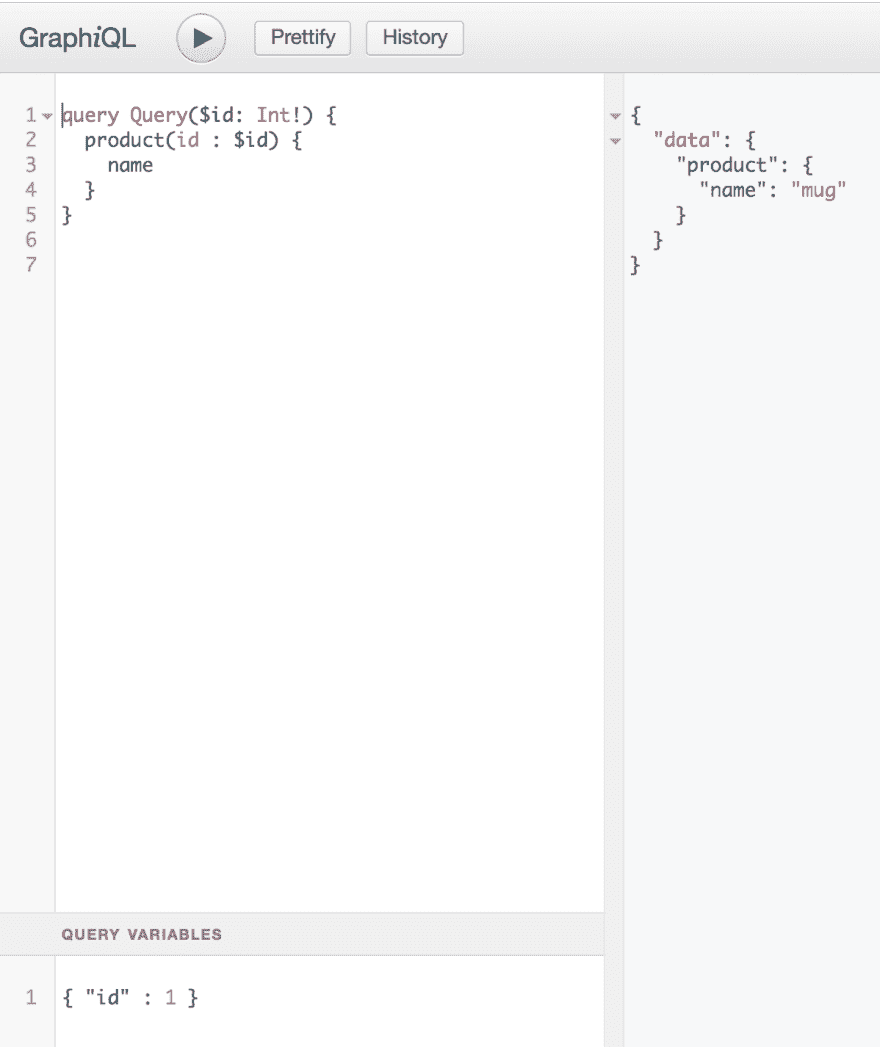 GraphiQL Prettify History
1 query Query($id: Int!) {
2 product(id : $id) {
3 name
4 }
5 }
6
7
{
"data": {
"product": {
"name": "mug"
}
}
}
QUERY VARIABLES
1 { "id" : 1 }